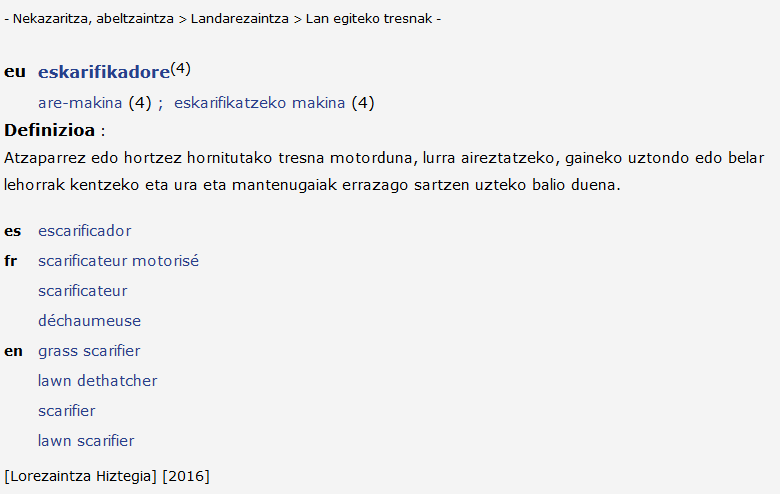 - Nekazaritza, abeltzaintza > Landarezaintza > Lan egiteko tresnak -
eu eskarifikadore(4)
are-makina (4) ; eskarifikatzeko makina (4)
Definizioa :
Atzaparrez edo hortzez hornitutako tresna motorduna, lurra aireztatzeko, gaineko uztondo edo belar
lehorrak kentzeko eta ura eta mantenugaiak errazago sartzen uzteko balio duena.
es escarificador
fr scarificateur motorisé
scarificateur
déchaumeuse
en grass scarifier
lawn dethatcher
scarifier
lawn scarifier
[Lorezaintza Hiztegia] [2016]